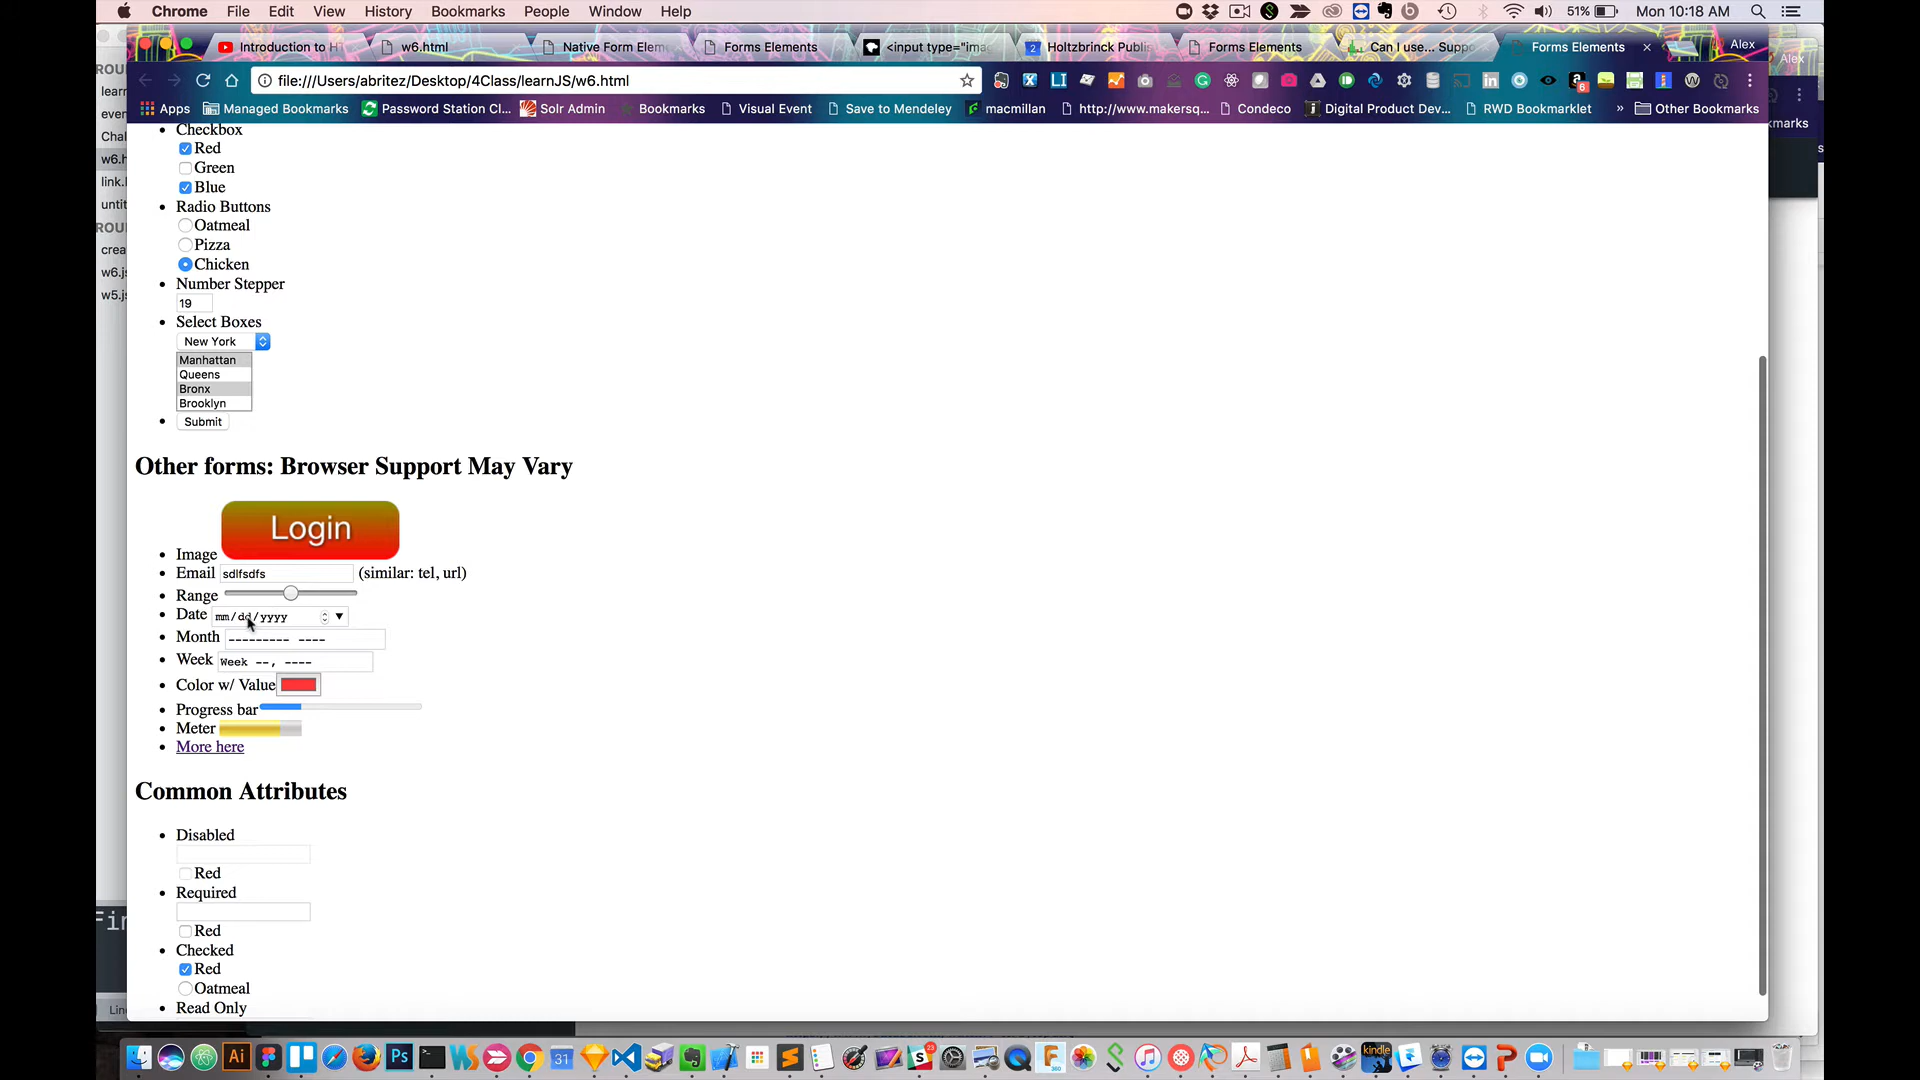 Chrome File Edit View History Bookmarks People Window Help 51% Mon 10:18 AM
Introduction to HT w6.html Native Form Elem Forms Elements <input type="imag Holtzbrinck Publis Forms Elements Can I use... Suppo Forms Elements Alex
file:///Users/abritez/Desktop/4Class/learnJS/w6.html
Apps Managed Bookmarks Password Station Cl... Solr Admin Bookmarks Visual Event Save to Mendeley macmillan http://www.makersq... Condeco Digital Product Dev... RWD Bookmarklet » Other Bookmarks
Checkbox
Red
Green
Blue
Radio Buttons
Oatmeal
Pizza
Chicken
Number Stepper
19
Select Boxes
New York
Manhattan
Queens
Bronx
Brooklyn
Submit
Other forms: Browser Support May Vary
Login
Image
Email sdlfsdfs (similar: tel, url)
Range
Date mm/dd/yyyy
Month --------- ----
Week Week --, ----
Color w/ Value
Progress bar
Meter
More here
Common Attributes
Disabled
Red
Required
Red
Checked
Red
Oatmeal
Read Only